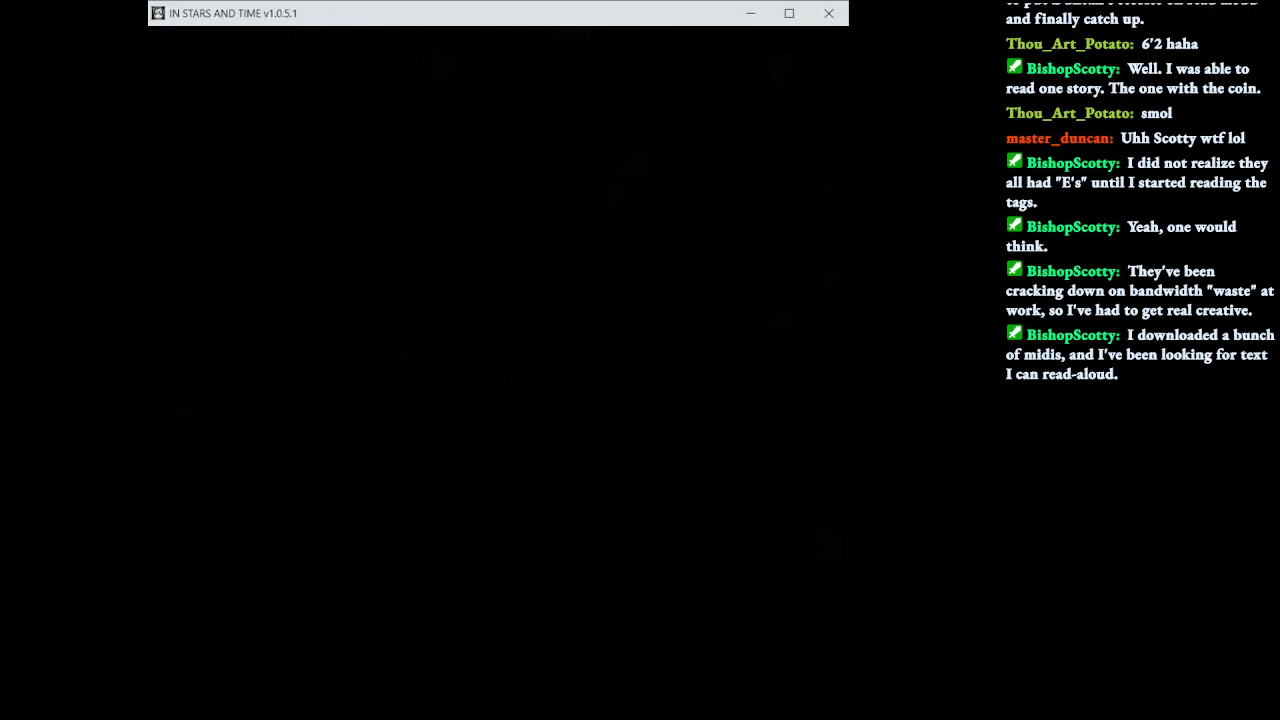 IN STARS AND TIME v1.0.5.1
and finally catch up.
Thou_Art_Potato: 6'2 haha
BishopScotty: Well. I was able to
read one story. The one with the coin.
Thou_Art_Potato: smol
master_duncan: Uhh Scotty wtf lol
BishopScotty: I did not realize they
all had "E's" until I started reading the
tags.
BishopScotty: Yeah, one would
think.
BishopScotty: They've been
cracking down on bandwidth "waste" at
work, so I've had to get real creative.
BishopScotty: I downloaded a bunch
of midis, and I've been looking for text
I can read-aloud.